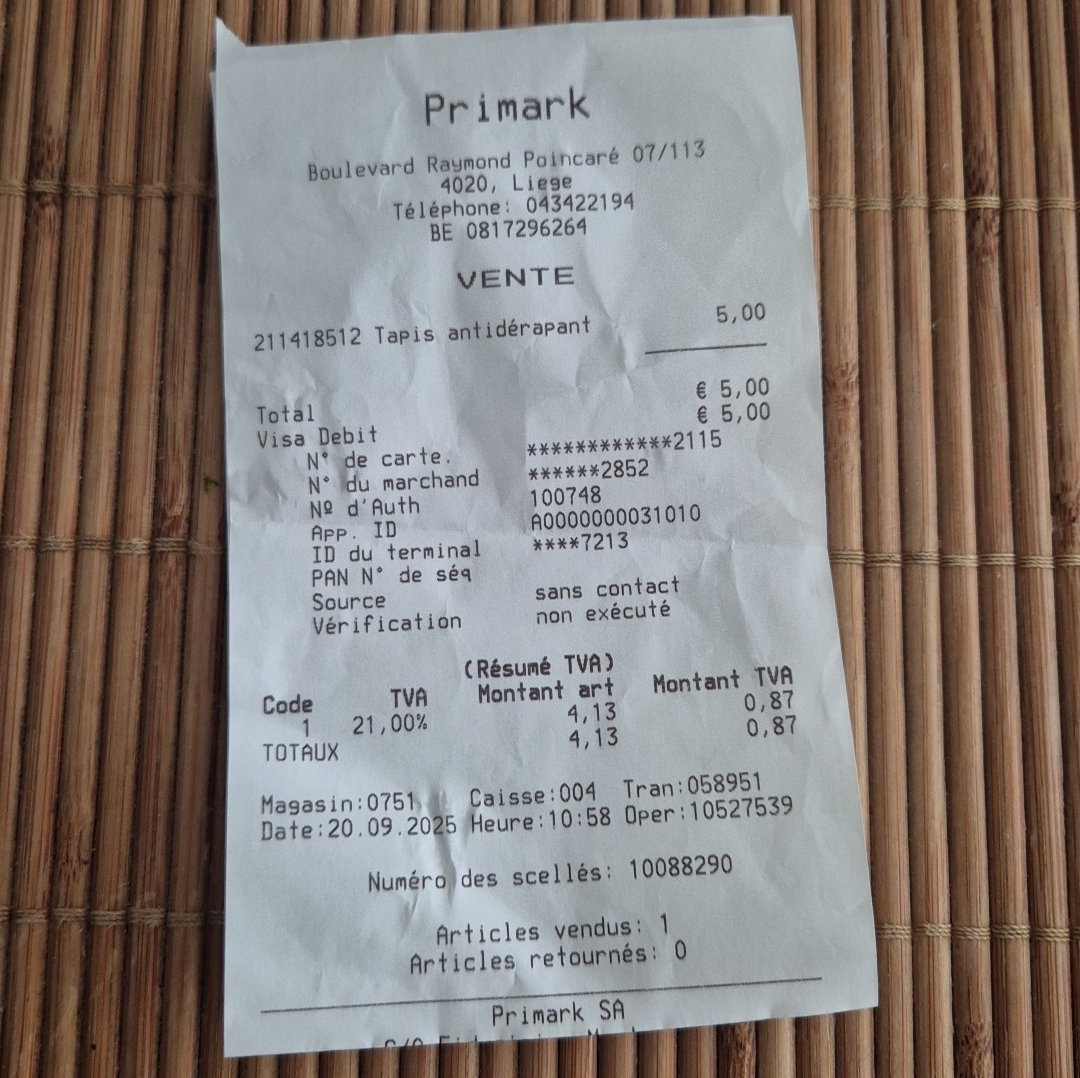 Primark
Boulevard Raymond Poincaré 07/113
4020, Liege
Téléphone: 043422194
BE 0817296264
VENTE
211418512 Tapis antidérapant 5,00
Total € 5,00
Visa Debit € 5,00
N° de carte. ************2115
N° du marchand ******2852
Nº d'Auth 100748
App. ID A0000000031010
ID du terminal ****7213
PAN N° de séq
Source sans contact
Vérification non exécuté
(Résumé TVA)
Code TVA Montant art Montant TVA
1 21,00% 4,13 0,87
TOTAUX 4,13 0,87
Magasin:0751 Caisse:004 Tran:058951
Date:20.09.2025 Heure:10:58 Oper:10527539
Numéro des scellés: 10088290
Articles vendus: 1
Articles retournés: 0
Primark SA